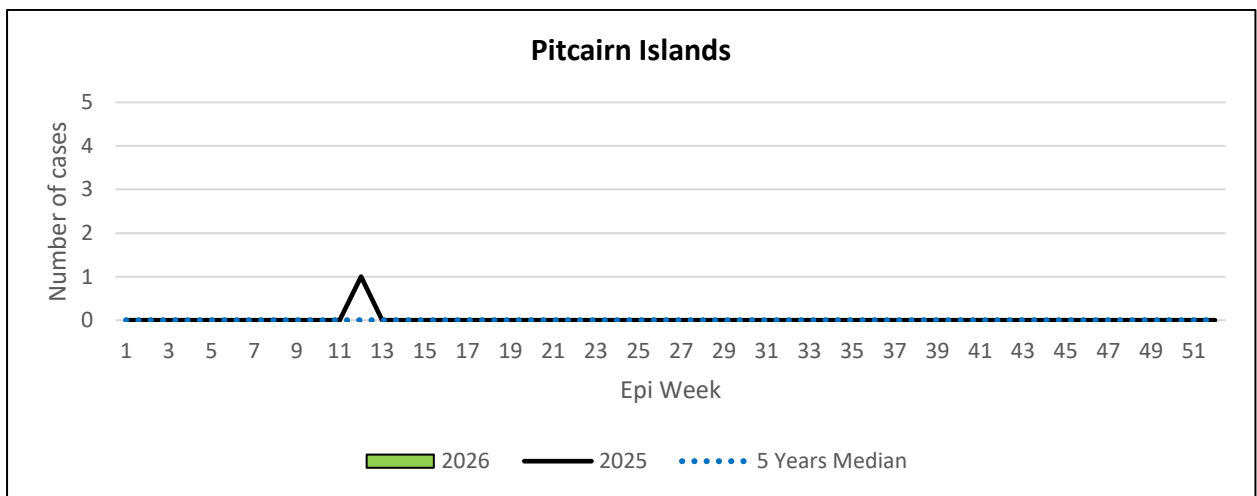 Pitcairn Islands
Number of cases
5
4
3
2
1
0
1 3 5 7 9 11 13 15 17 19 21 23 25 27 29 31 33 35 37 39 41 43 45 47 49 51
Epi Week
2026 2025 5 Years Median